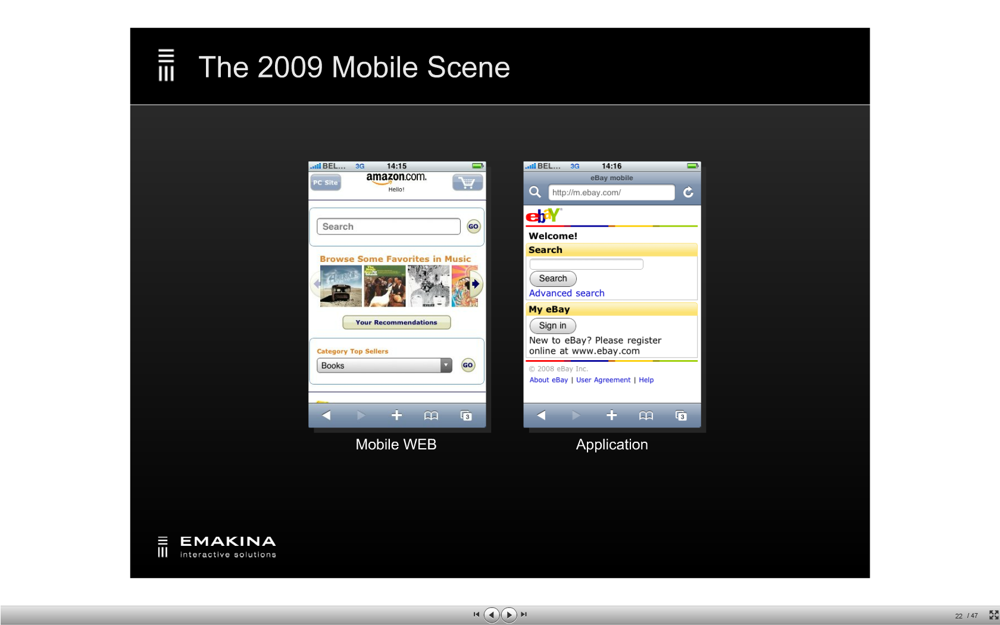 The 2009 Mobile Scene
BEL... 3G 14:15
PC Site
amazon.com.
Hello!
Search
GO
Browse Some Favorites in Music
AMERICA
Your Recommendations
Category Top Sellers
Books
GO
3
Mobile WEB
BEL... 3G 14:16
eBay mobile
http://m.ebay.com/
ebaY
Welcome!
Search
Search
Advanced search
My eBay
Sign in
New to eBay? Please register
online at www.ebay.com
© 2008 eBay Inc.
About eBay | User Agreement | Help
3
Application
EMAKINA
interactive solutions
22 / 47